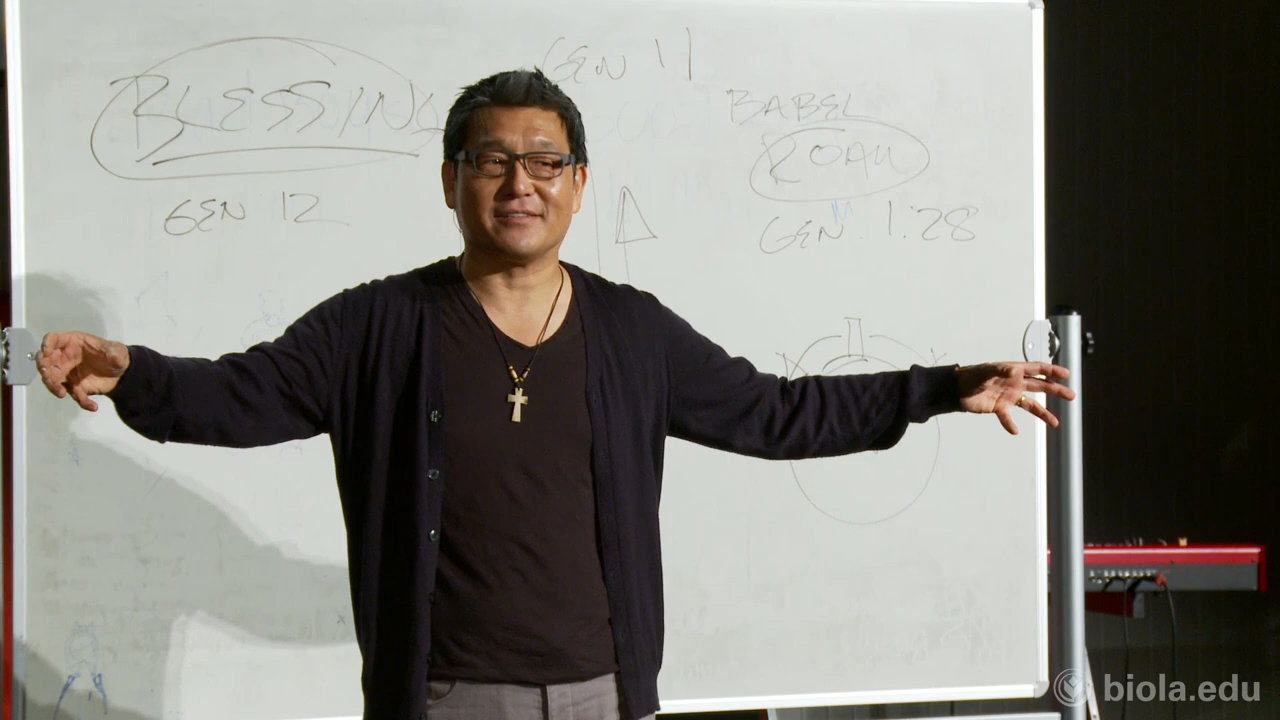 GEN 11
BLESSING
BABEL
ROAM
GEN 12
GEN. 1:28
biola.edu